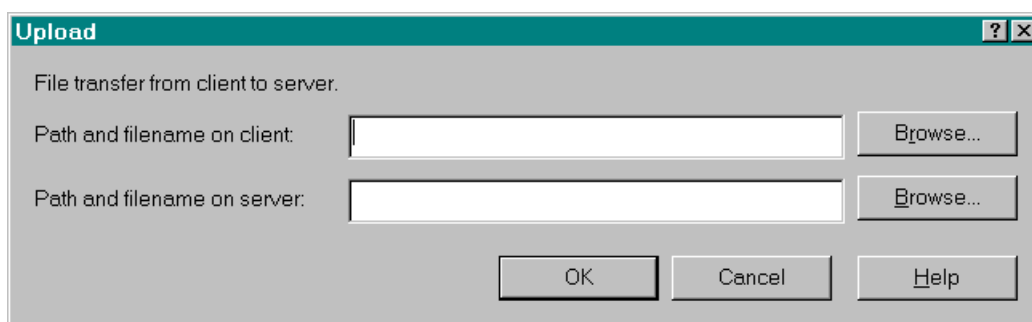 Upload
File transfer from client to server.
Path and filename on client: Browse...
Path and filename on server: Browse...
OK Cancel Help